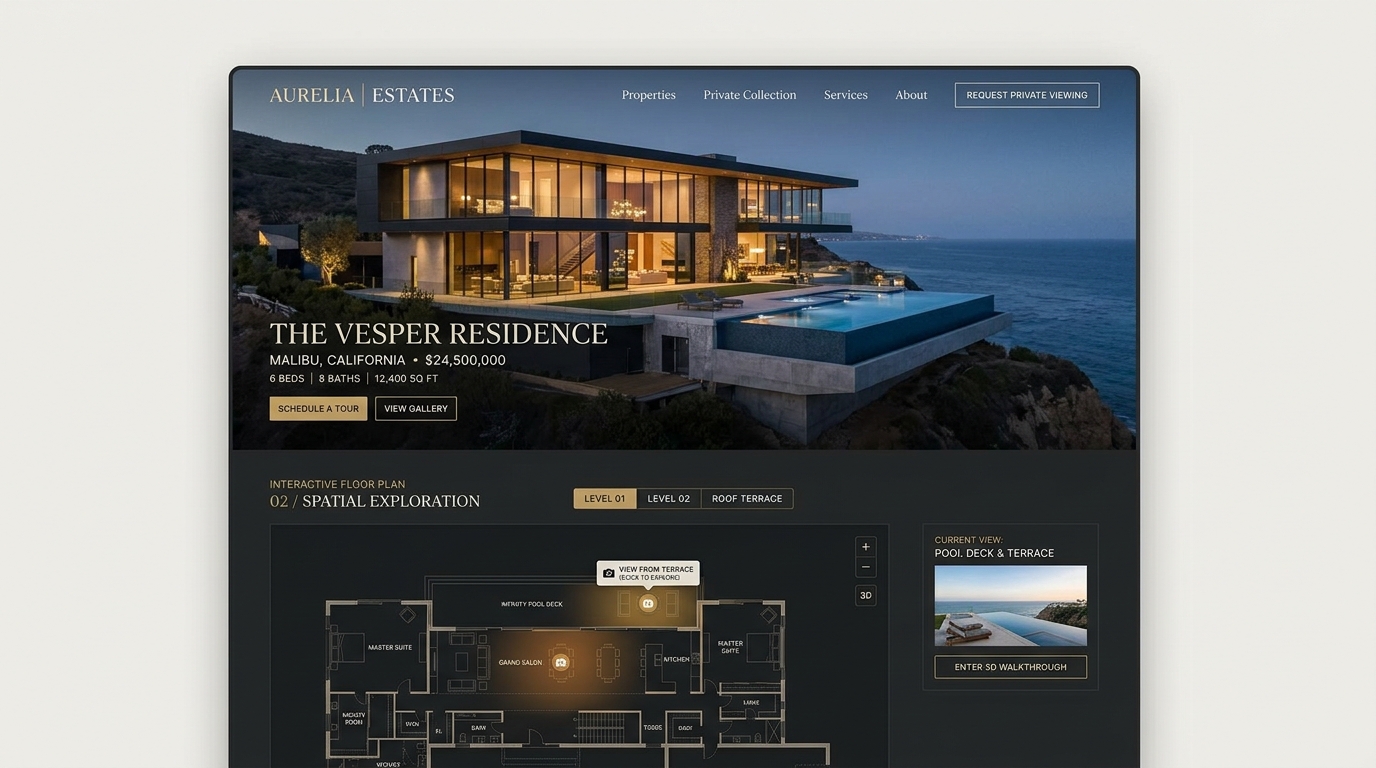 AURELIA | ESTATES
Properties
Private Collection
Services
About
REQUEST PRIVATE VIEWING
THE VESPER RESIDENCE
MALIBU, CALIFORNIA • $24,500,000
6 BEDS | 8 BATHS | 12,400 SQ FT
SCHEDULE A TOUR
VIEW GALLERY
INTERAGTIVE FLOOR PLAN
02 / SPATIAL EXPLORATION
LEVEL 01
LEVEL 02
ROOF TERRACE
+
−
3D
VIEW FROM TERRACE
POOL DECK
MASTER SUITE
SALON
KITCHEN
CURRENT VIEW:
POOL DECK & TERRACE
ENTER SD WALKTHROUGH